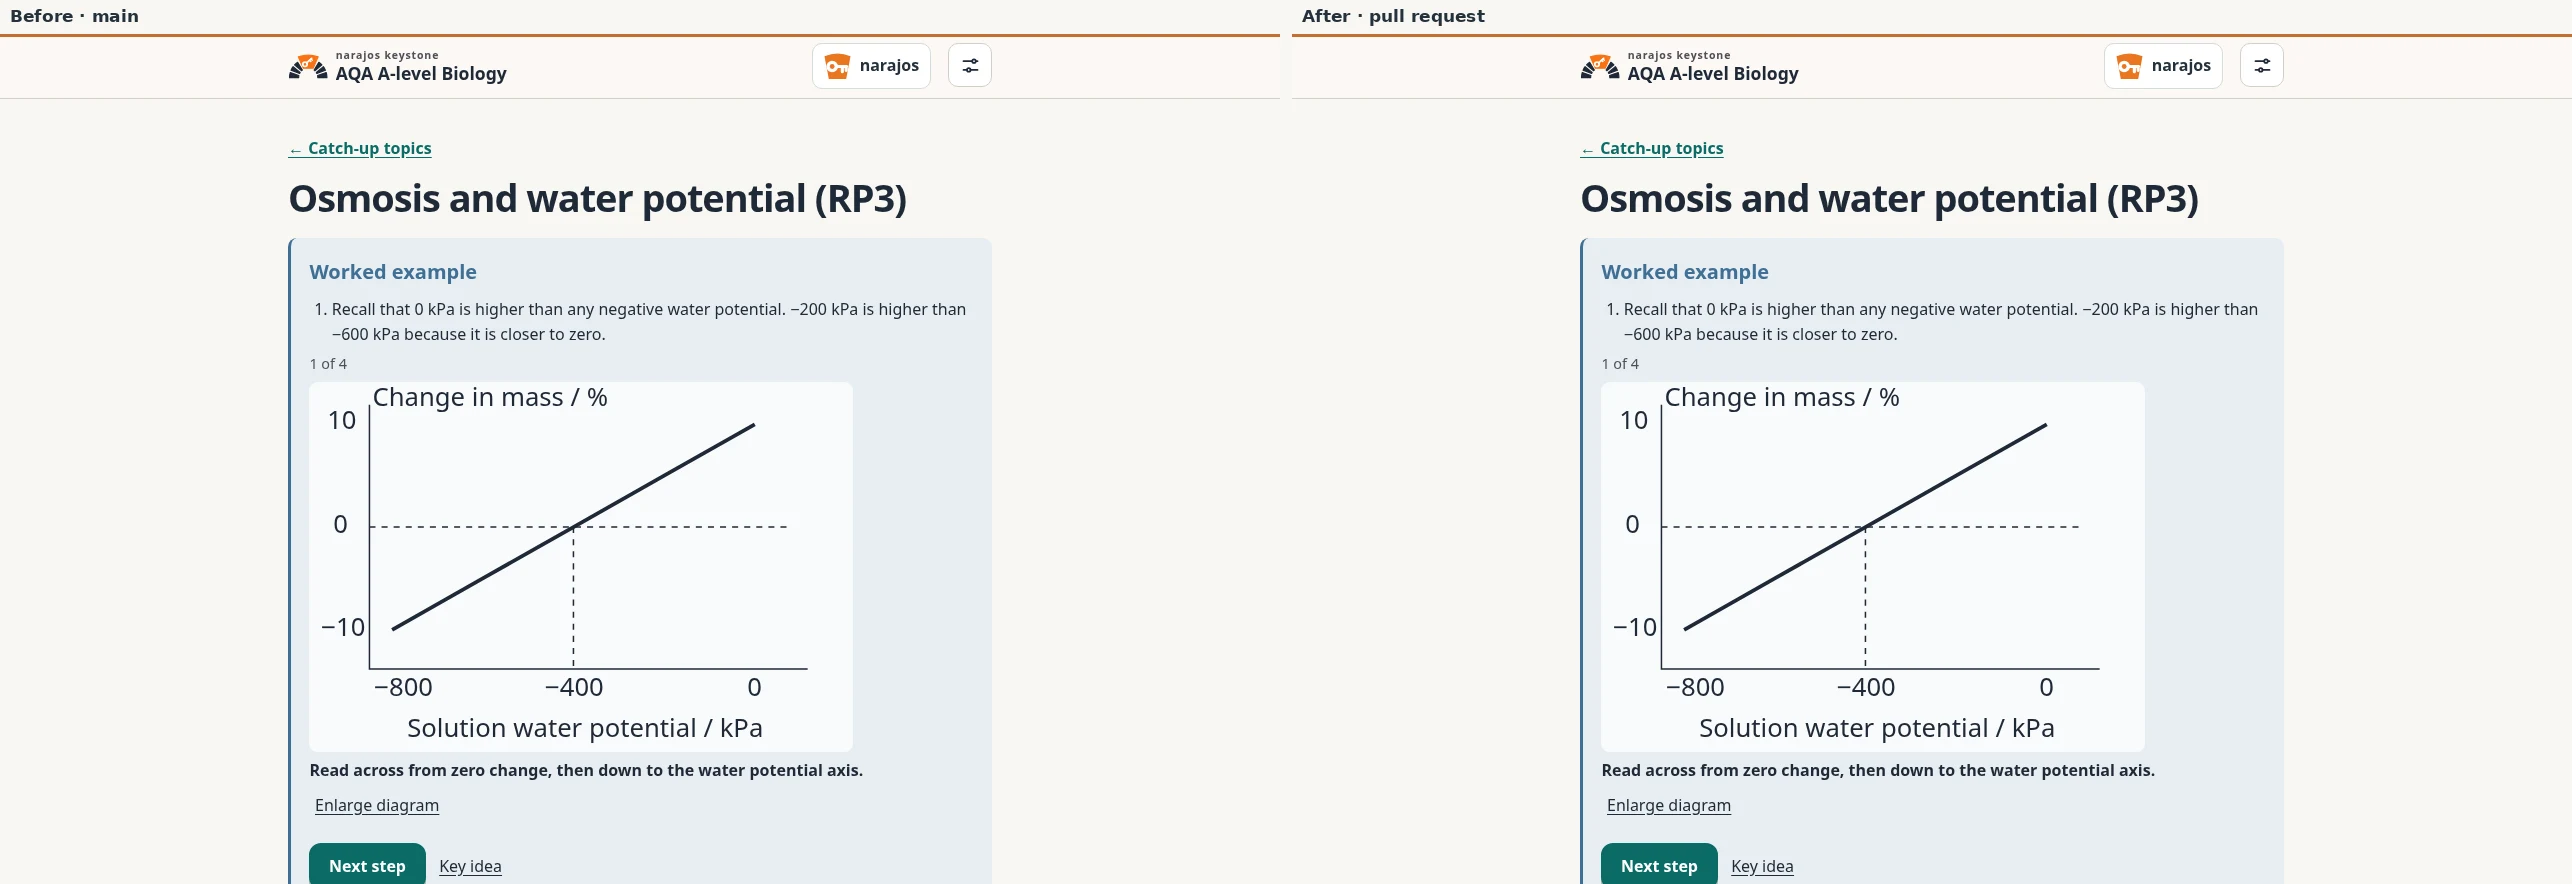 Before · main
narajos keystone
AQA A-level Biology
narajos
← Catch-up topics
Osmosis and water potential (RP3)
Worked example
1. Recall that 0 kPa is higher than any negative water potential. −200 kPa is higher than
−600 kPa because it is closer to zero.
1 of 4
Change in mass / %
10
0
−10
−800 −400 0
Solution water potential / kPa
Read across from zero change, then down to the water potential axis.
Enlarge diagram
Next step Key idea
After · pull request
narajos keystone
AQA A-level Biology
narajos
← Catch-up topics
Osmosis and water potential (RP3)
Worked example
1. Recall that 0 kPa is higher than any negative water potential. −200 kPa is higher than
−600 kPa because it is closer to zero.
1 of 4
Change in mass / %
10
0
−10
−800 −400 0
Solution water potential / kPa
Read across from zero change, then down to the water potential axis.
Enlarge diagram
Next step Key idea